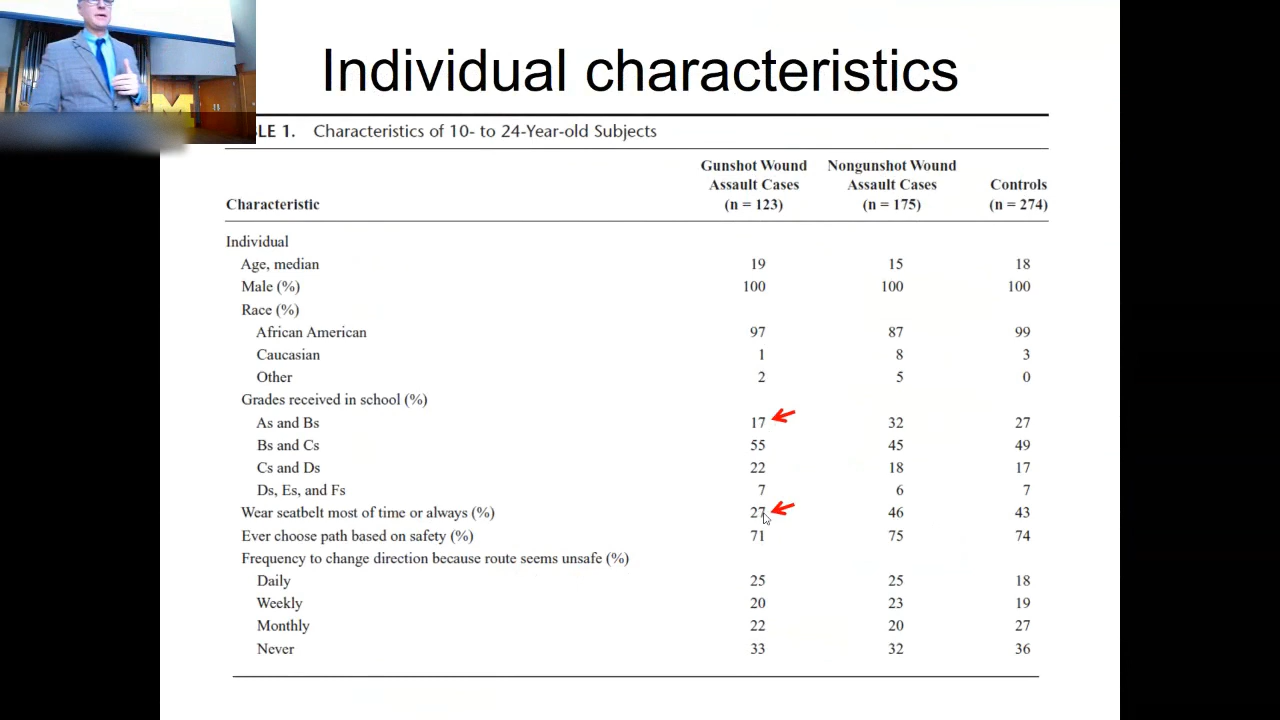 Individual characteristics
M
LE 1. Characteristics of 10- to 24-Year-old Subjects
Gunshot Wound Nongunshot Wound
Assault Cases Assault Cases Controls
Characteristic (n = 123) (n = 175) (n = 274)
Individual
Age, median 19 15 18
Male (%) 100 100 100
Race (%)
African American 97 87 99
Caucasian 1 8 3
Other 2 5 0
Grades received in school (%)
As and Bs 17 32 27
Bs and Cs 55 45 49
Cs and Ds 22 18 17
Ds, Es, and Fs 7 6 7
Wear seatbelt most of time or always (%) 27 46 43
Ever choose path based on safety (%) 71 75 74
Frequency to change direction because route seems unsafe (%)
Daily 25 25 18
Weekly 20 23 19
Monthly 22 20 27
Never 33 32 36